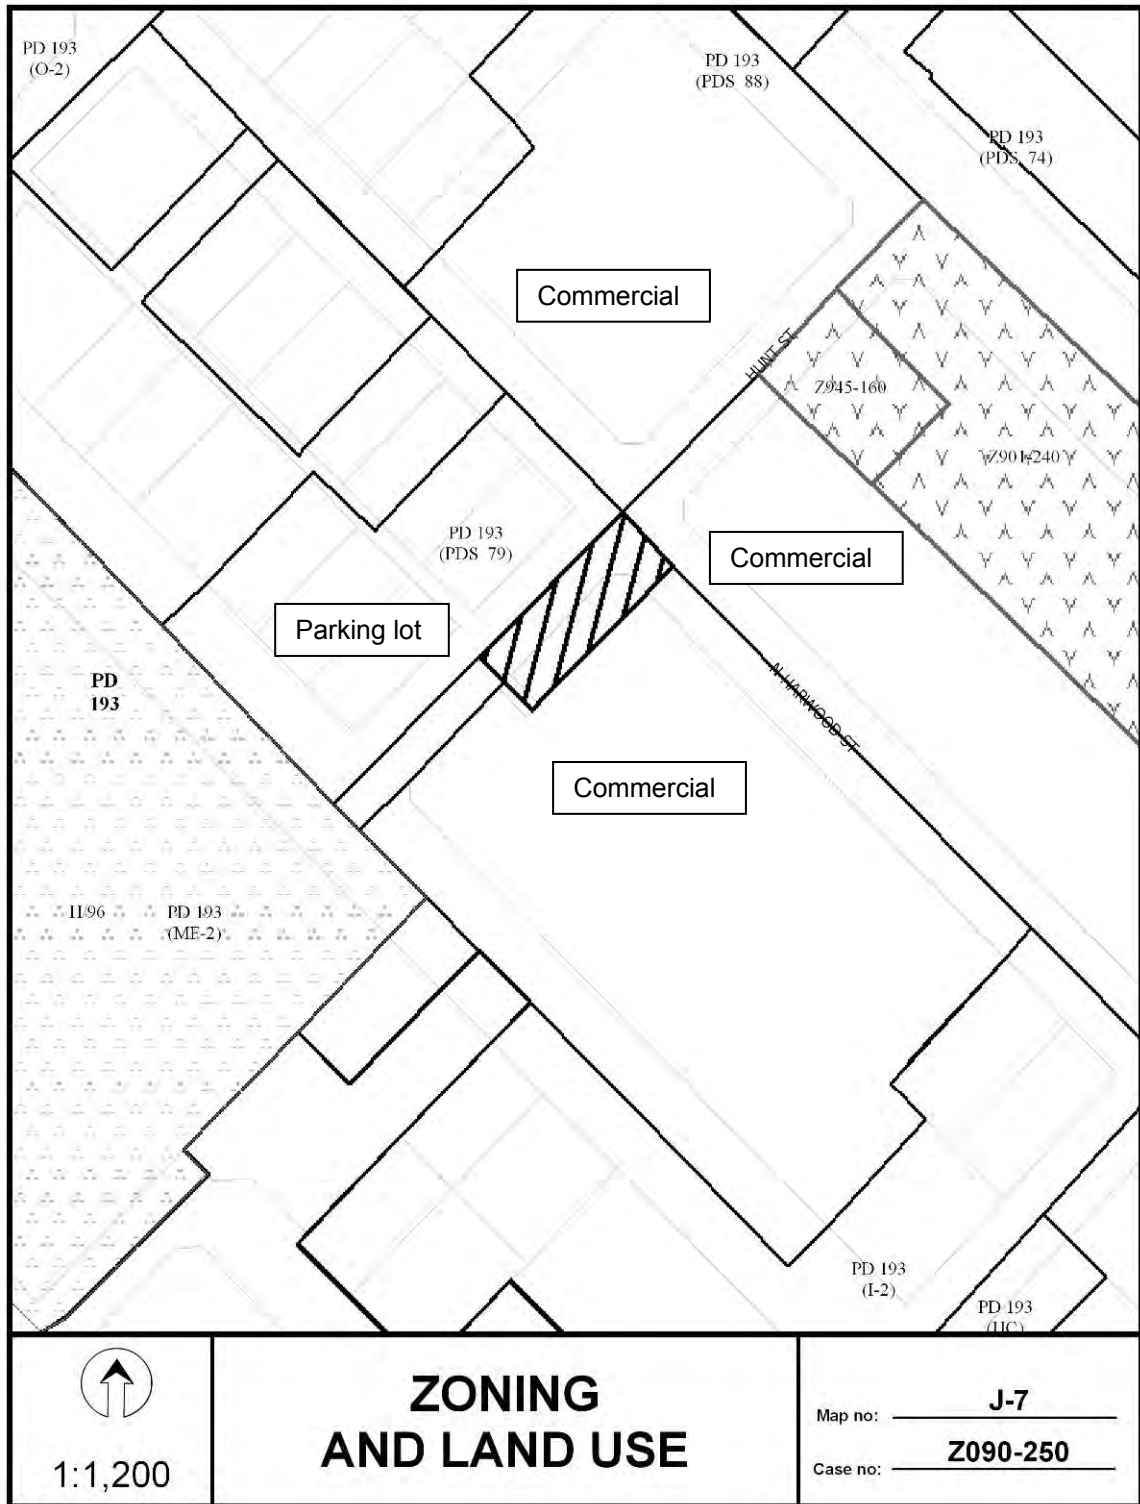 PD 193
(O-2)
PD 193
(PDS 88)
PD 193
(PDS 74)
Commercial
HUNT ST
Z945-160
Z901-240
PD 193
(PDS 79)
Commercial
Parking lot
PD
193
N HARWOOD ST
Commercial
H/96
PD 193
(ME-2)
PD 193
(I-2)
PD 193
(HC)
1:1,200
ZONING
AND LAND USE
Map no: J-7
Case no: Z090-250